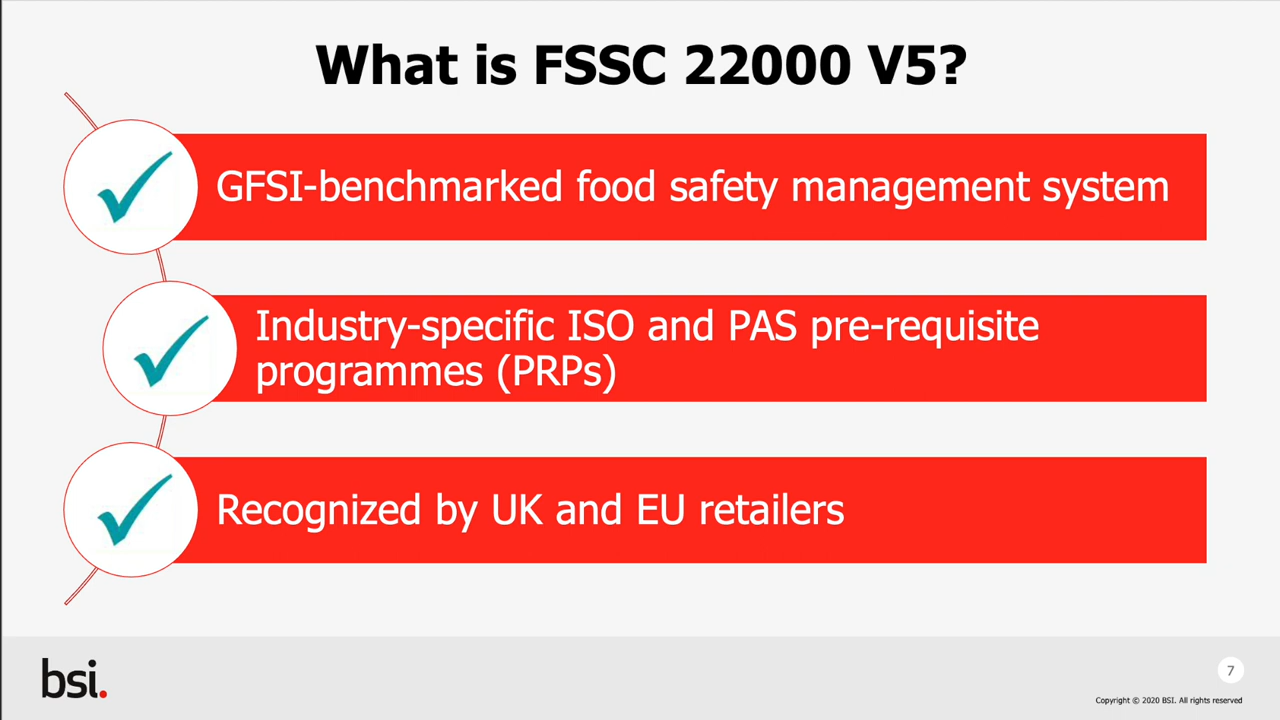 What is FSSC 22000 V5?
GFSI-benchmarked food safety management system
Industry-specific ISO and PAS pre-requisite
programmes (PRPs)
Recognized by UK and EU retailers
bsi.
7
Copyright © 2020 BSI. All rights reserved